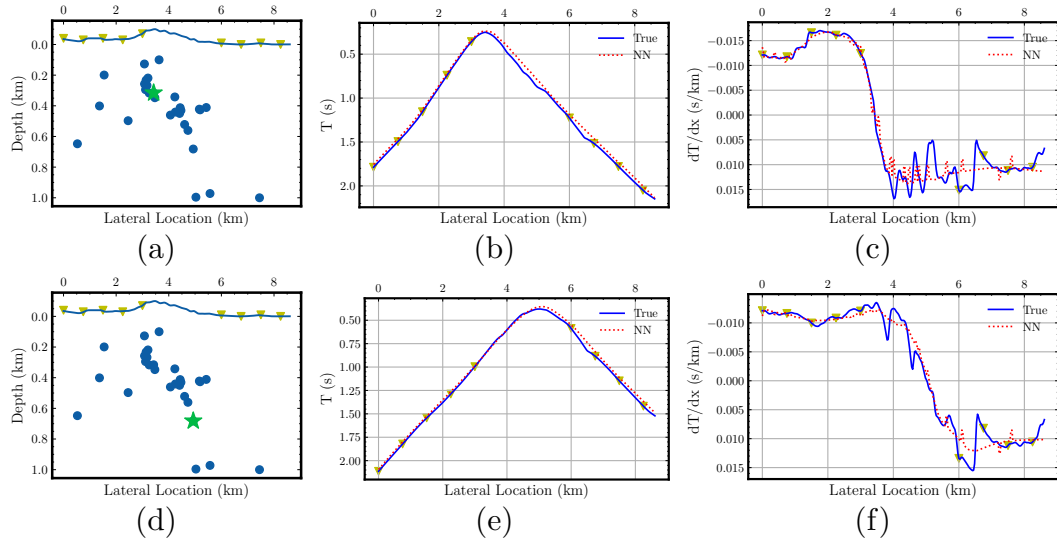 0 2 4 6 8
0.0
0.2
0.4
0.6
0.8
1.0
Depth (km)
Lateral Location (km)
(a)
0 2 4 6 8
0.5
1.0
1.5
2.0
T (s)
True
NN
Lateral Location (km)
(b)
0 2 4 6 8
−0.015
−0.010
0.005
0.000
0.005
0.010
0.015
dT/dx (s/km)
True
NN
Lateral Location (km)
(c)
0 2 4 6 8
0.0
0.2
0.4
0.6
0.8
1.0
Depth (km)
Lateral Location (km)
(d)
0 2 4 6 8
0.50
0.75
1.00
1.25
1.50
1.75
2.00
T (s)
True
NN
Lateral Location (km)
(e)
0 2 4 6 8
−0.010
−0.005
0.000
0.005
0.010
0.015
dT/dx (s/km)
True
NN
Lateral Location (km)
(f)